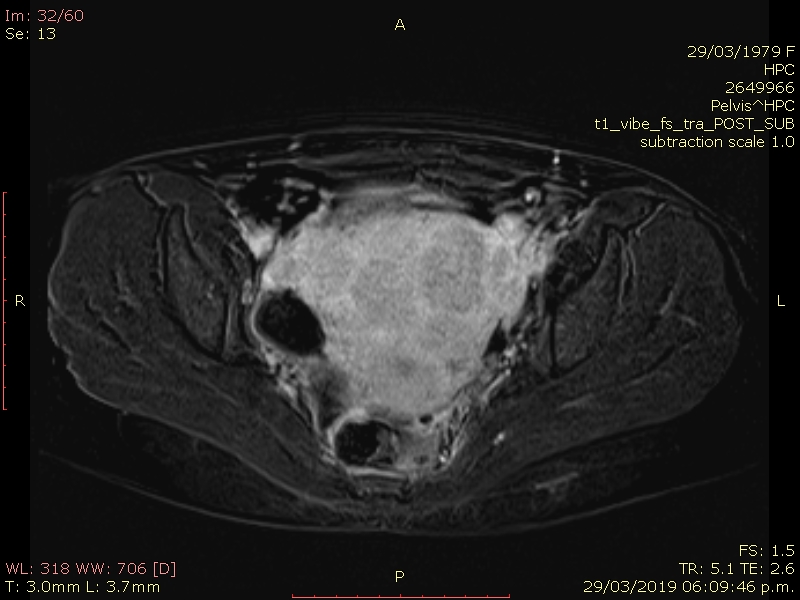 Im: 32/60
Se: 13
A
29/03/1979 F
HPC
2649966
Pelvis^HPC
t1_vibe_fs_tra_POST_SUB
subtraction scale 1.0
R
L
WL: 318 WW: 706 [D]
T: 3.0mm L: 3.7mm
P
FS: 1.5
TR: 5.1 TE: 2.6
29/03/2019 06:09:46 p.m.